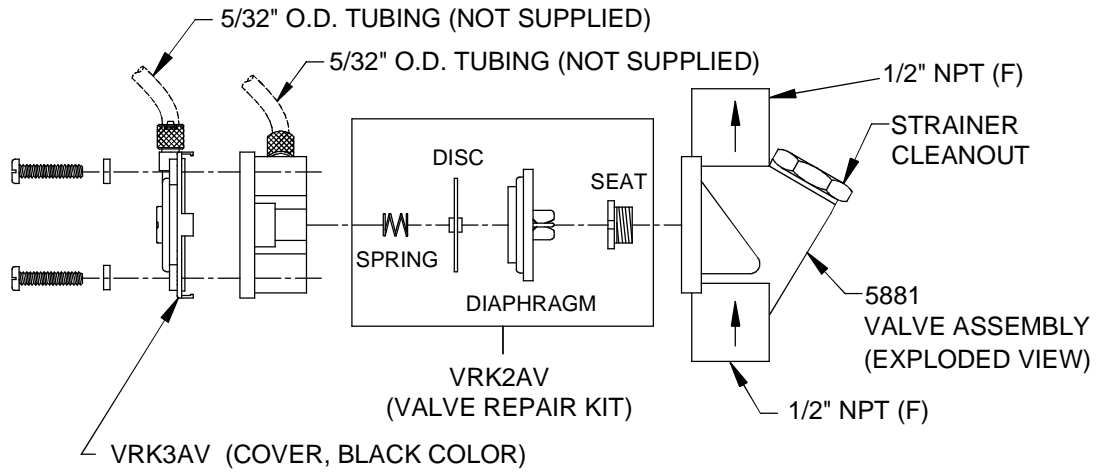 5/32" O.D. TUBING (NOT SUPPLIED)
5/32" O.D. TUBING (NOT SUPPLIED)
1/2" NPT (F)
STRAINER
CLEANOUT
DISC
SEAT
SPRING
DIAPHRAGM
5881
VALVE ASSEMBLY
(EXPLODED VIEW)
VRK2AV
(VALVE REPAIR KIT)
1/2" NPT (F)
VRK3AV (COVER, BLACK COLOR)